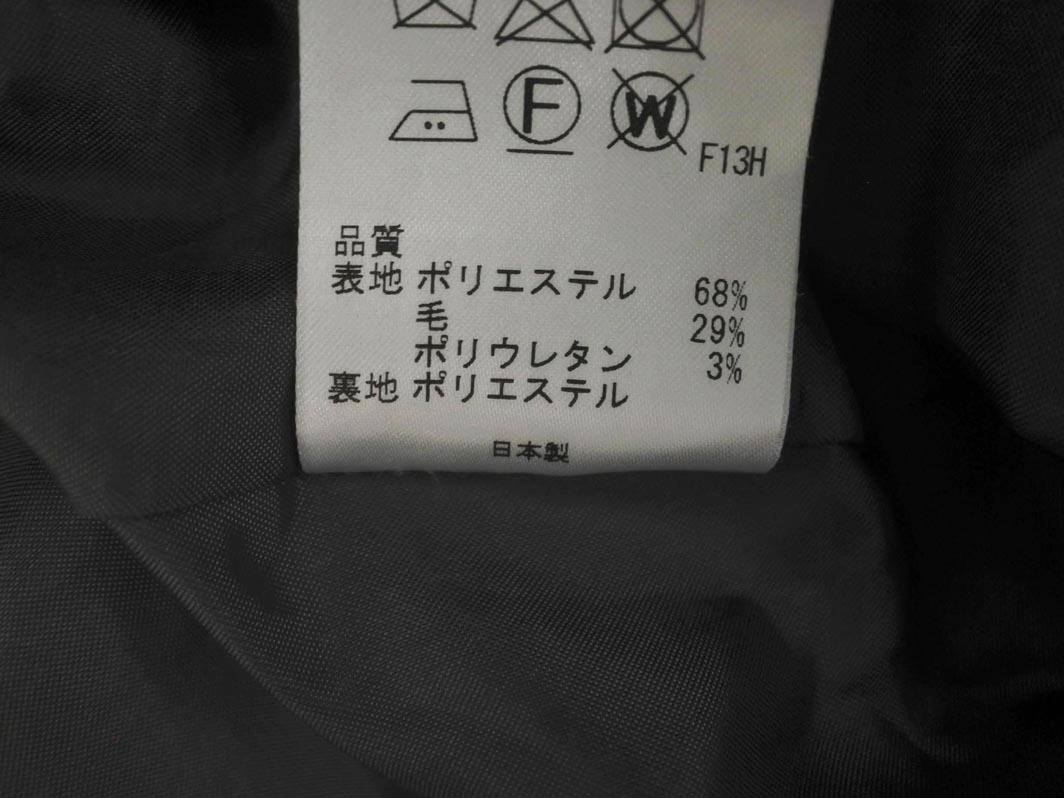 F
W
F13H
品質
表地 ポリエステル 68%
毛 29%
ポリウレタン 3%
裏地 ポリエステル
日本製